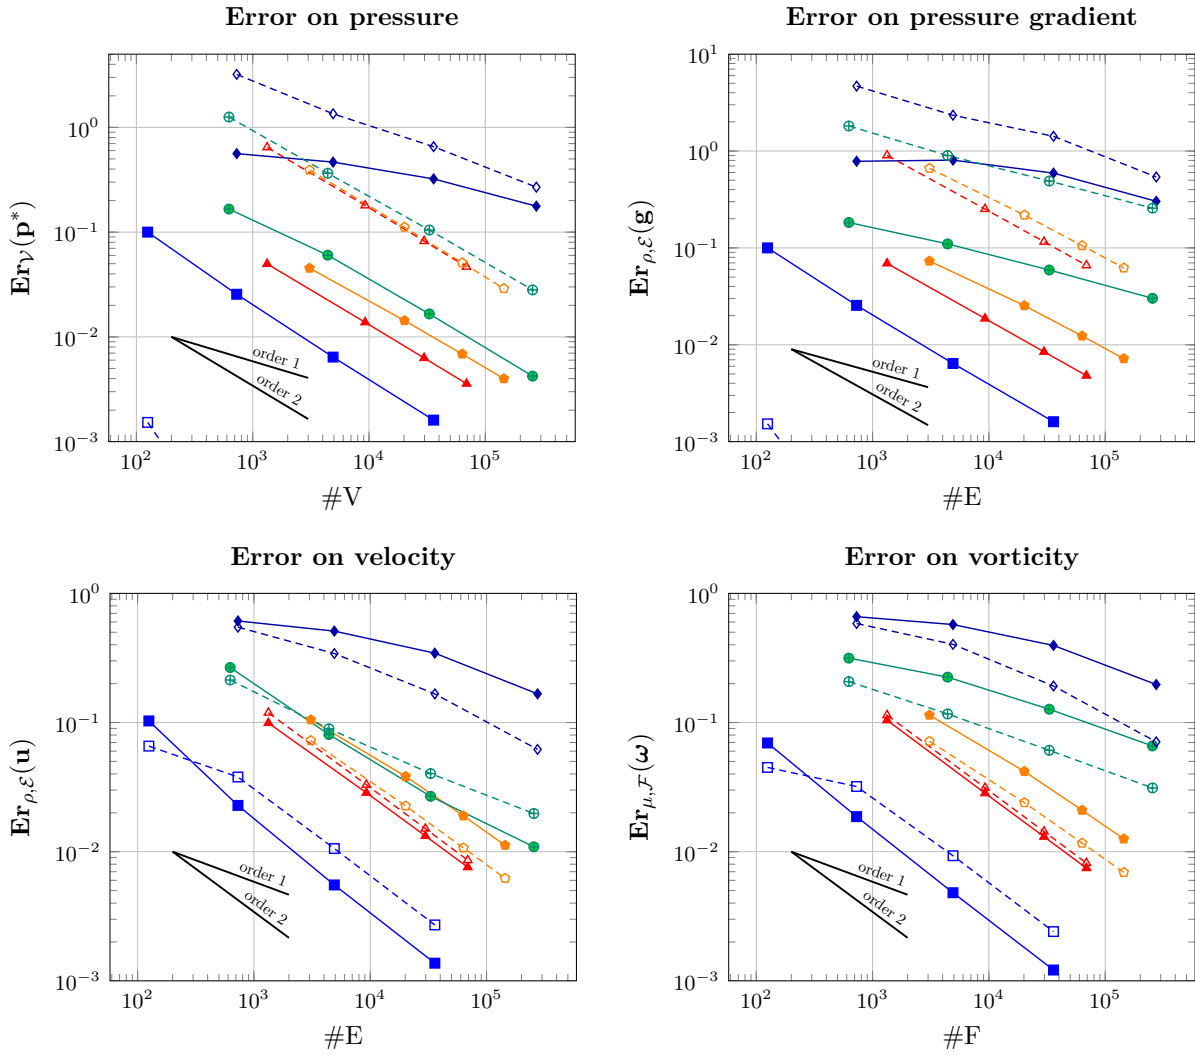 Error on pressure
10^0
10^-1
10^-2
10^-3
10^2 10^3 10^4 10^5
Er_𝒱(p*)
#V
order 1
order 2
Error on pressure gradient
10^1
10^0
10^-1
10^-2
10^-3
10^2 10^3 10^4 10^5
Er_ρ,ℰ(g)
#E
order 1
order 2
Error on velocity
10^0
10^-1
10^-2
10^-3
10^2 10^3 10^4 10^5
Er_ρ,ℰ(u)
#E
order 1
order 2
Error on vorticity
10^0
10^-1
10^-2
10^-3
10^2 10^3 10^4 10^5
Er_μ,ℱ(ω)
#F
order 1
order 2